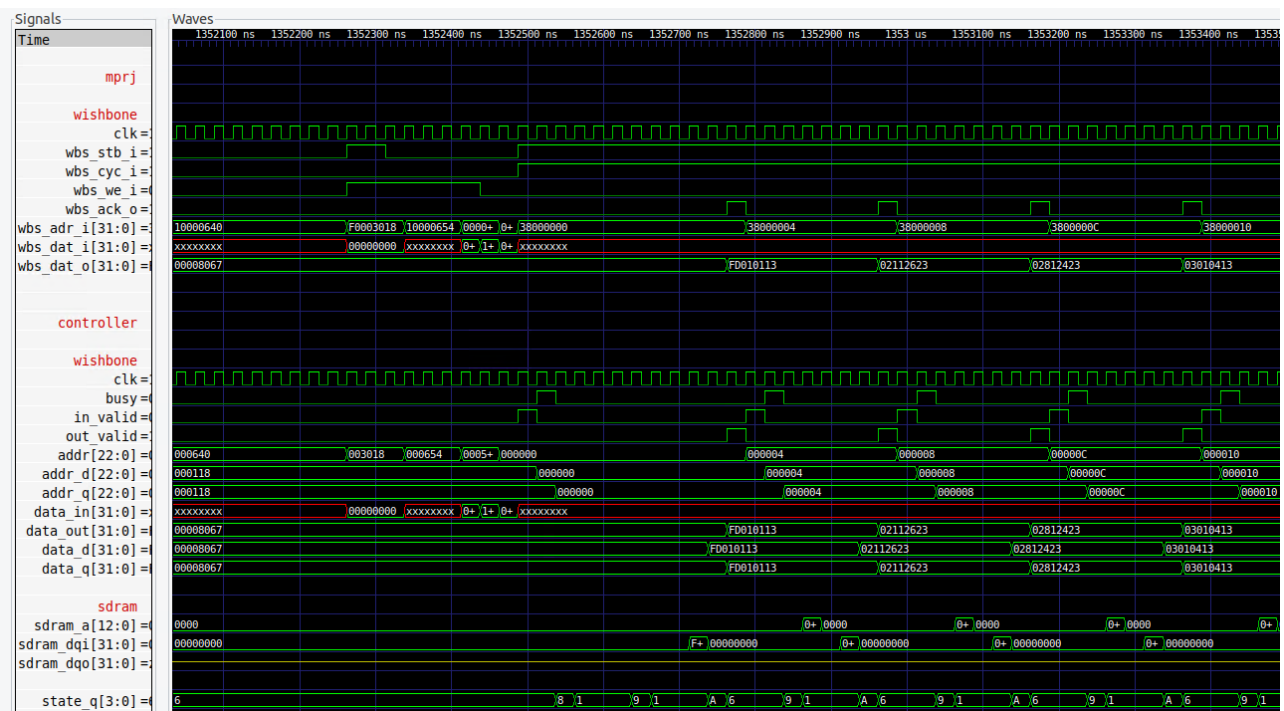 Signals Waves
Time 1352100 ns 1352200 ns 1352300 ns 1352400 ns 1352500 ns 1352600 ns 1352700 ns 1352800 ns 1352900 ns 1353 us 1353100 ns 1353200 ns 1353300 ns 1353400 ns
mprj
wishbone
clk
wbs_stb_i
wbs_cyc_i
wbs_we_i
wbs_ack_o
wbs_adr_i[31:0] 10000640 F0003018 10000654 0000+ 0+ 38000000 38000004 38000008 3800000C 38000010
wbs_dat_i[31:0] xxxxxxxx 00000000 xxxxxxxx 0+ 1+ 0+ xxxxxxxx
wbs_dat_o[31:0] 00008067 FD010113 02112623 02812423 03010413
controller
wishbone
clk
busy
in_valid
out_valid
addr[22:0] 000640 003018 000654 0005+ 000000 000004 000008 00000C 000010
addr_d[22:0] 000118 000000 000004 000008 00000C 000010
addr_q[22:0] 000118 000000 000004 000008 00000C 000010
data_in[31:0] xxxxxxxx 00000000 xxxxxxxx 0+ 1+ 0+ xxxxxxxx
data_out[31:0] 00008067 FD010113 02112623 02812423 03010413
data_d[31:0] 00008067 FD010113 02112623 02812423 03010413
data_q[31:0] 00008067 FD010113 02112623 02812423 03010413
sdram
sdram_a[12:0] 0000 0+ 0000 0+ 0000 0+ 0000 0+
sdram_dqi[31:0] 00000000 F+ 00000000 0+ 00000000 0+ 00000000 0+ 00000000
sdram_dqo[31:0]
state_q[3:0] 6 8 1 9 1 A 6 9 1 A 6 9 1 A 6 9 1 A 6 9 1